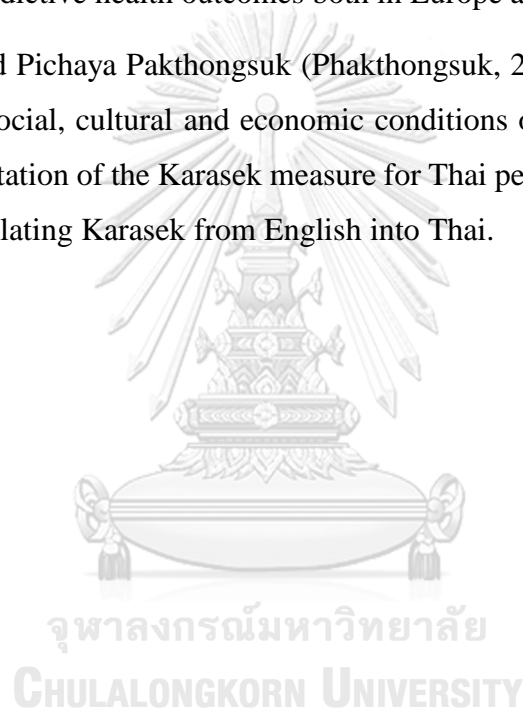 dictive health outcomes both in Europe a
d Pichaya Pakthongsuk (Phakthongsuk, 2
ocial, cultural and economic conditions o
tation of the Karasek measure for Thai pe
lating Karasek from English into Thai.
จุฬาลงกรณ์มหาวิทยาลัย
CHULALONGKORN UNIVERSITY